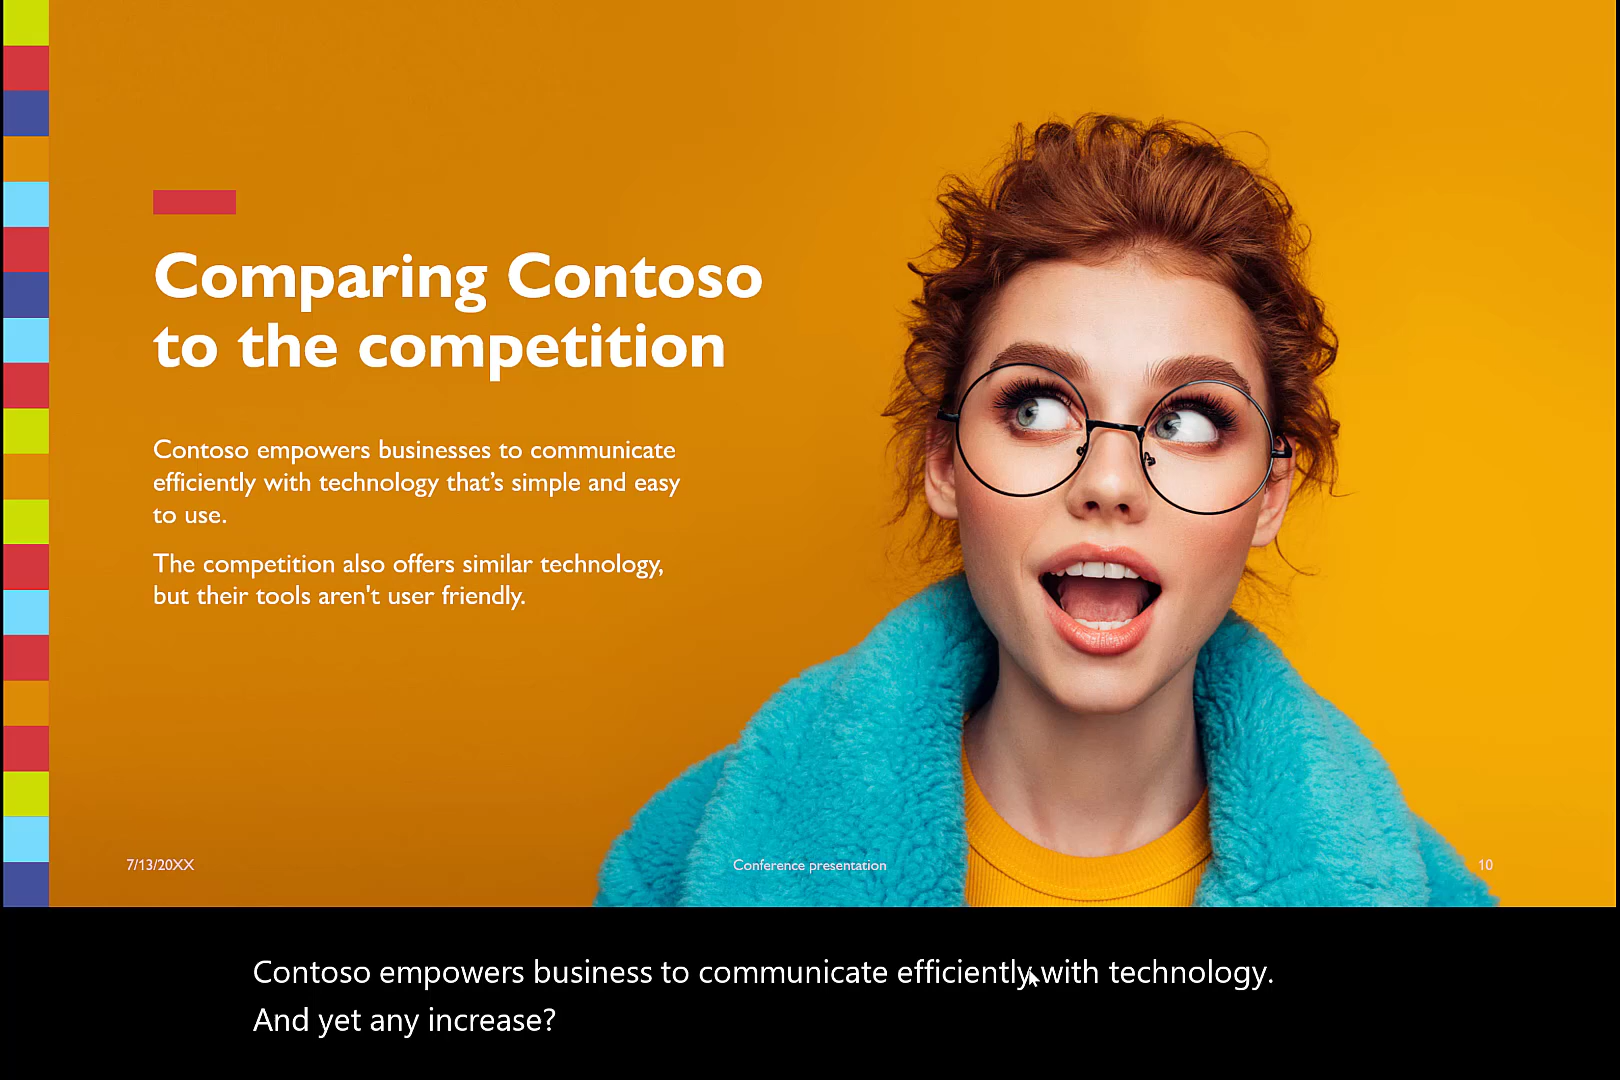 Comparing Contoso
to the competition
Contoso empowers businesses to communicate
efficiently with technology that’s simple and easy
to use.
The competition also offers similar technology,
but their tools aren't user friendly.
7/13/20XX
Conference presentation
10
Contoso empowers business to communicate efficiently with technology.
And yet any increase?